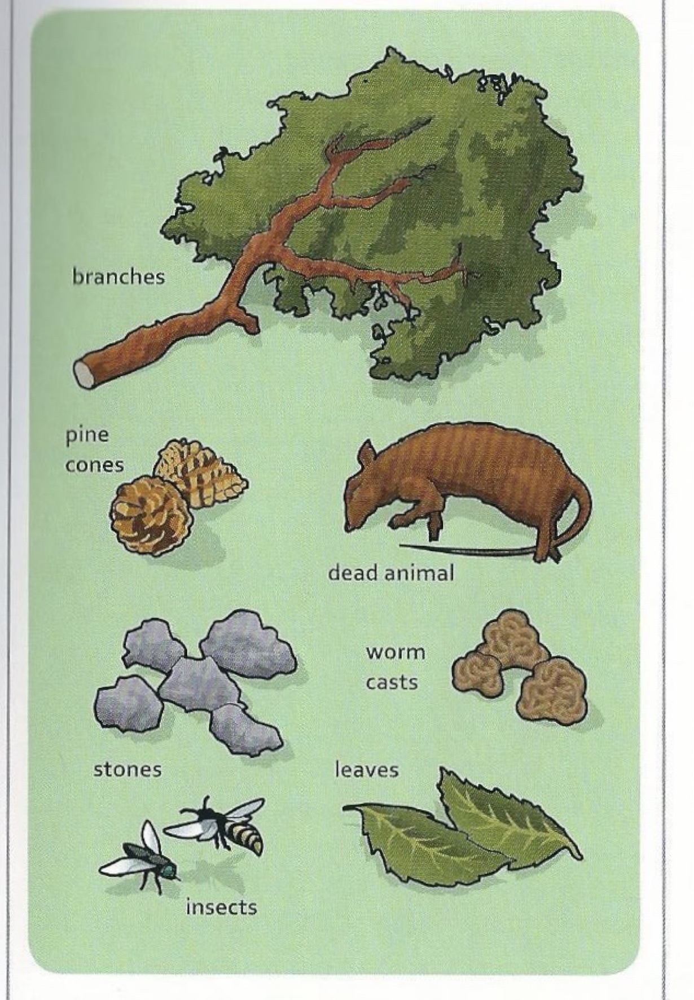 branches
pine
cones
dead animal
worm
casts
stones
leaves
insects